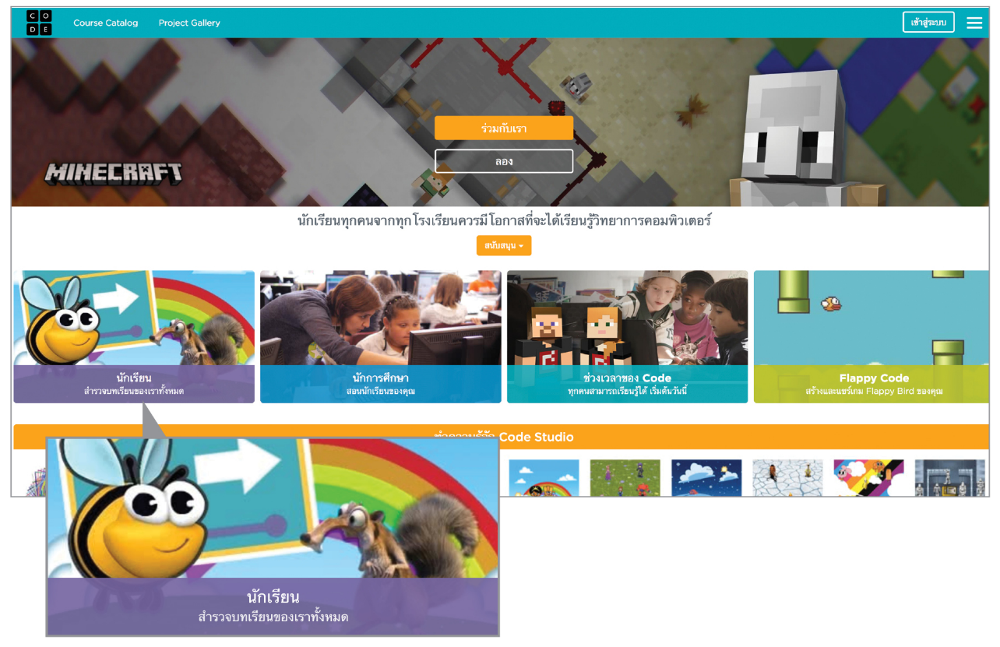 C O
D E
Course Catalog
Project Gallery
เข้าสู่ระบบ
MINECRAFT
ร่วมกับเรา
ลอง
นักเรียนทุกคนจากทุกโรงเรียนควรมีโอกาสที่จะได้เรียนรู้วิทยาการคอมพิวเตอร์
สนับสนุน
นักเรียน
สำรวจบทเรียนของเราทั้งหมด
นักการศึกษา
สอนนักเรียนของคุณ
ช่วงเวลาของ Code
ทุกคนสามารถเรียนรู้ได้ เริ่มต้นวันนี้
Flappy Code
สร้างและแชร์เกม Flappy Bird ของคุณ
ทำความรู้จัก Code Studio
นักเรียน
สำรวจบทเรียนของเราทั้งหมด